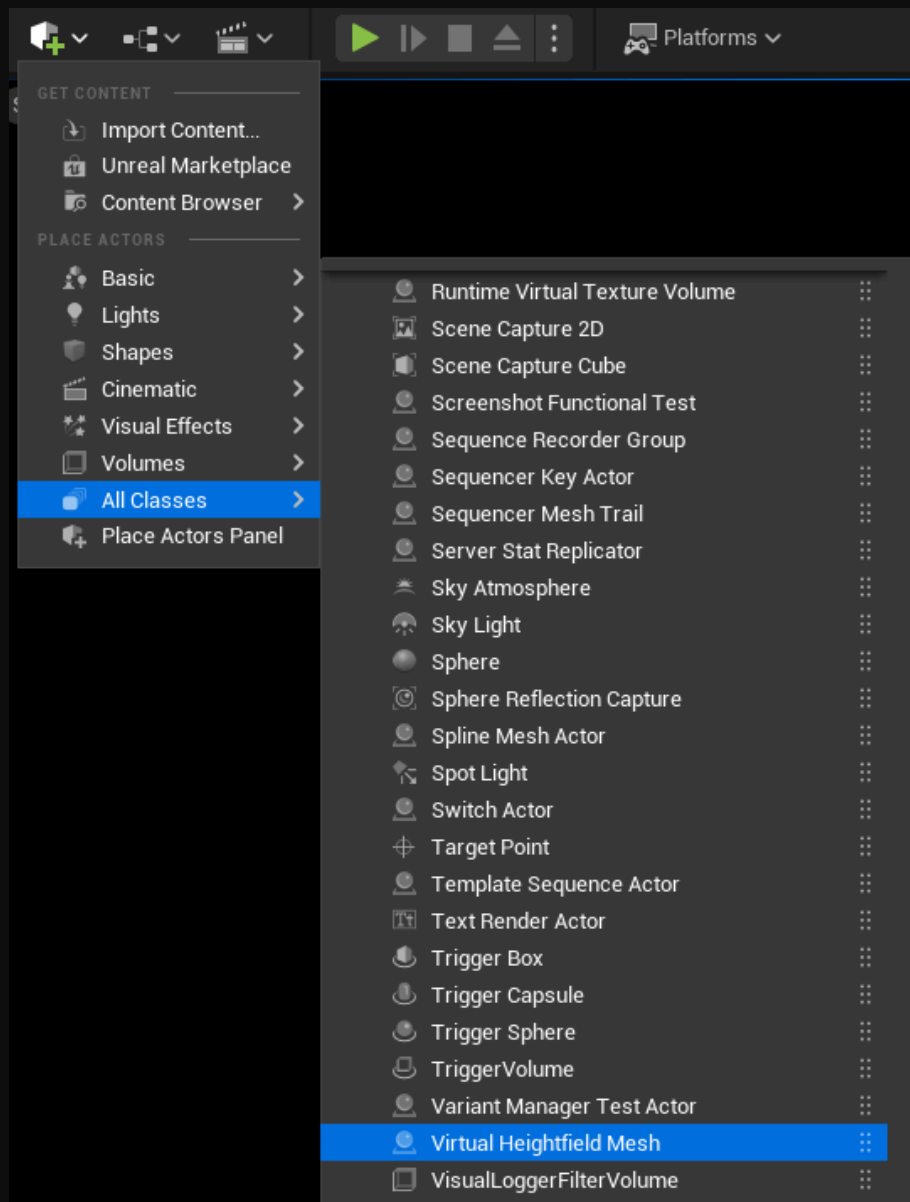 Platforms
GET CONTENT
Import Content...
Unreal Marketplace
Content Browser
PLACE ACTORS
Basic
Lights
Shapes
Cinematic
Visual Effects
Volumes
All Classes
Place Actors Panel
Runtime Virtual Texture Volume
Scene Capture 2D
Scene Capture Cube
Screenshot Functional Test
Sequence Recorder Group
Sequencer Key Actor
Sequencer Mesh Trail
Server Stat Replicator
Sky Atmosphere
Sky Light
Sphere
Sphere Reflection Capture
Spline Mesh Actor
Spot Light
Switch Actor
Target Point
Template Sequence Actor
Text Render Actor
Trigger Box
Trigger Capsule
Trigger Sphere
TriggerVolume
Variant Manager Test Actor
Virtual Heightfield Mesh
VisualLoggerFilterVolume